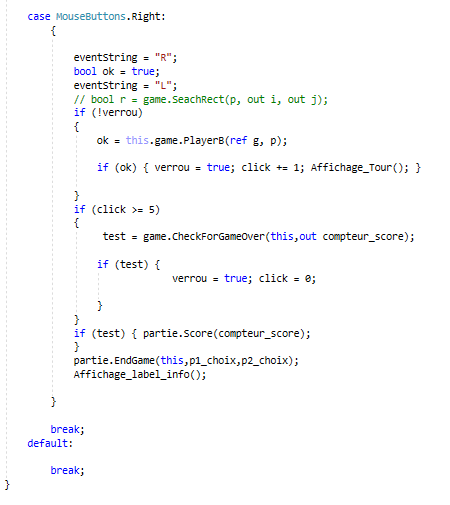 case MouseButtons.Right:
{
eventString = "R";
bool ok = true;
eventString = "L";
// bool r = game.SeachRect(p, out i, out j);
if (!verrou)
{
ok = this.game.PlayerB(ref g, p);
if (ok) { verrou = true; click += 1; Affichage_Tour(); }
}
if (click >= 5)
{
test = game.CheckForGameOver(this,out compteur_score);
if (test) {
verrou = true; click = 0;
}
}
if (test) { partie.Score(compteur_score);
}
partie.EndGame(this,p1_choix,p2_choix);
Affichage_label_info();
}
break;
default:
break;
}